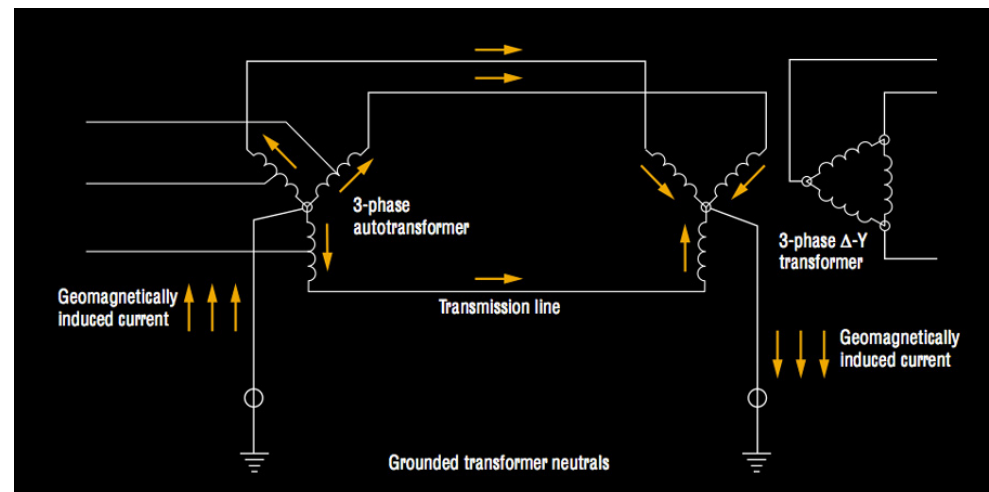 3-phase
autotransformer
3-phase Δ-Y
transformer
Geomagnetically
induced current
Transmission line
Geomagnetically
induced current
Grounded transformer neutrals